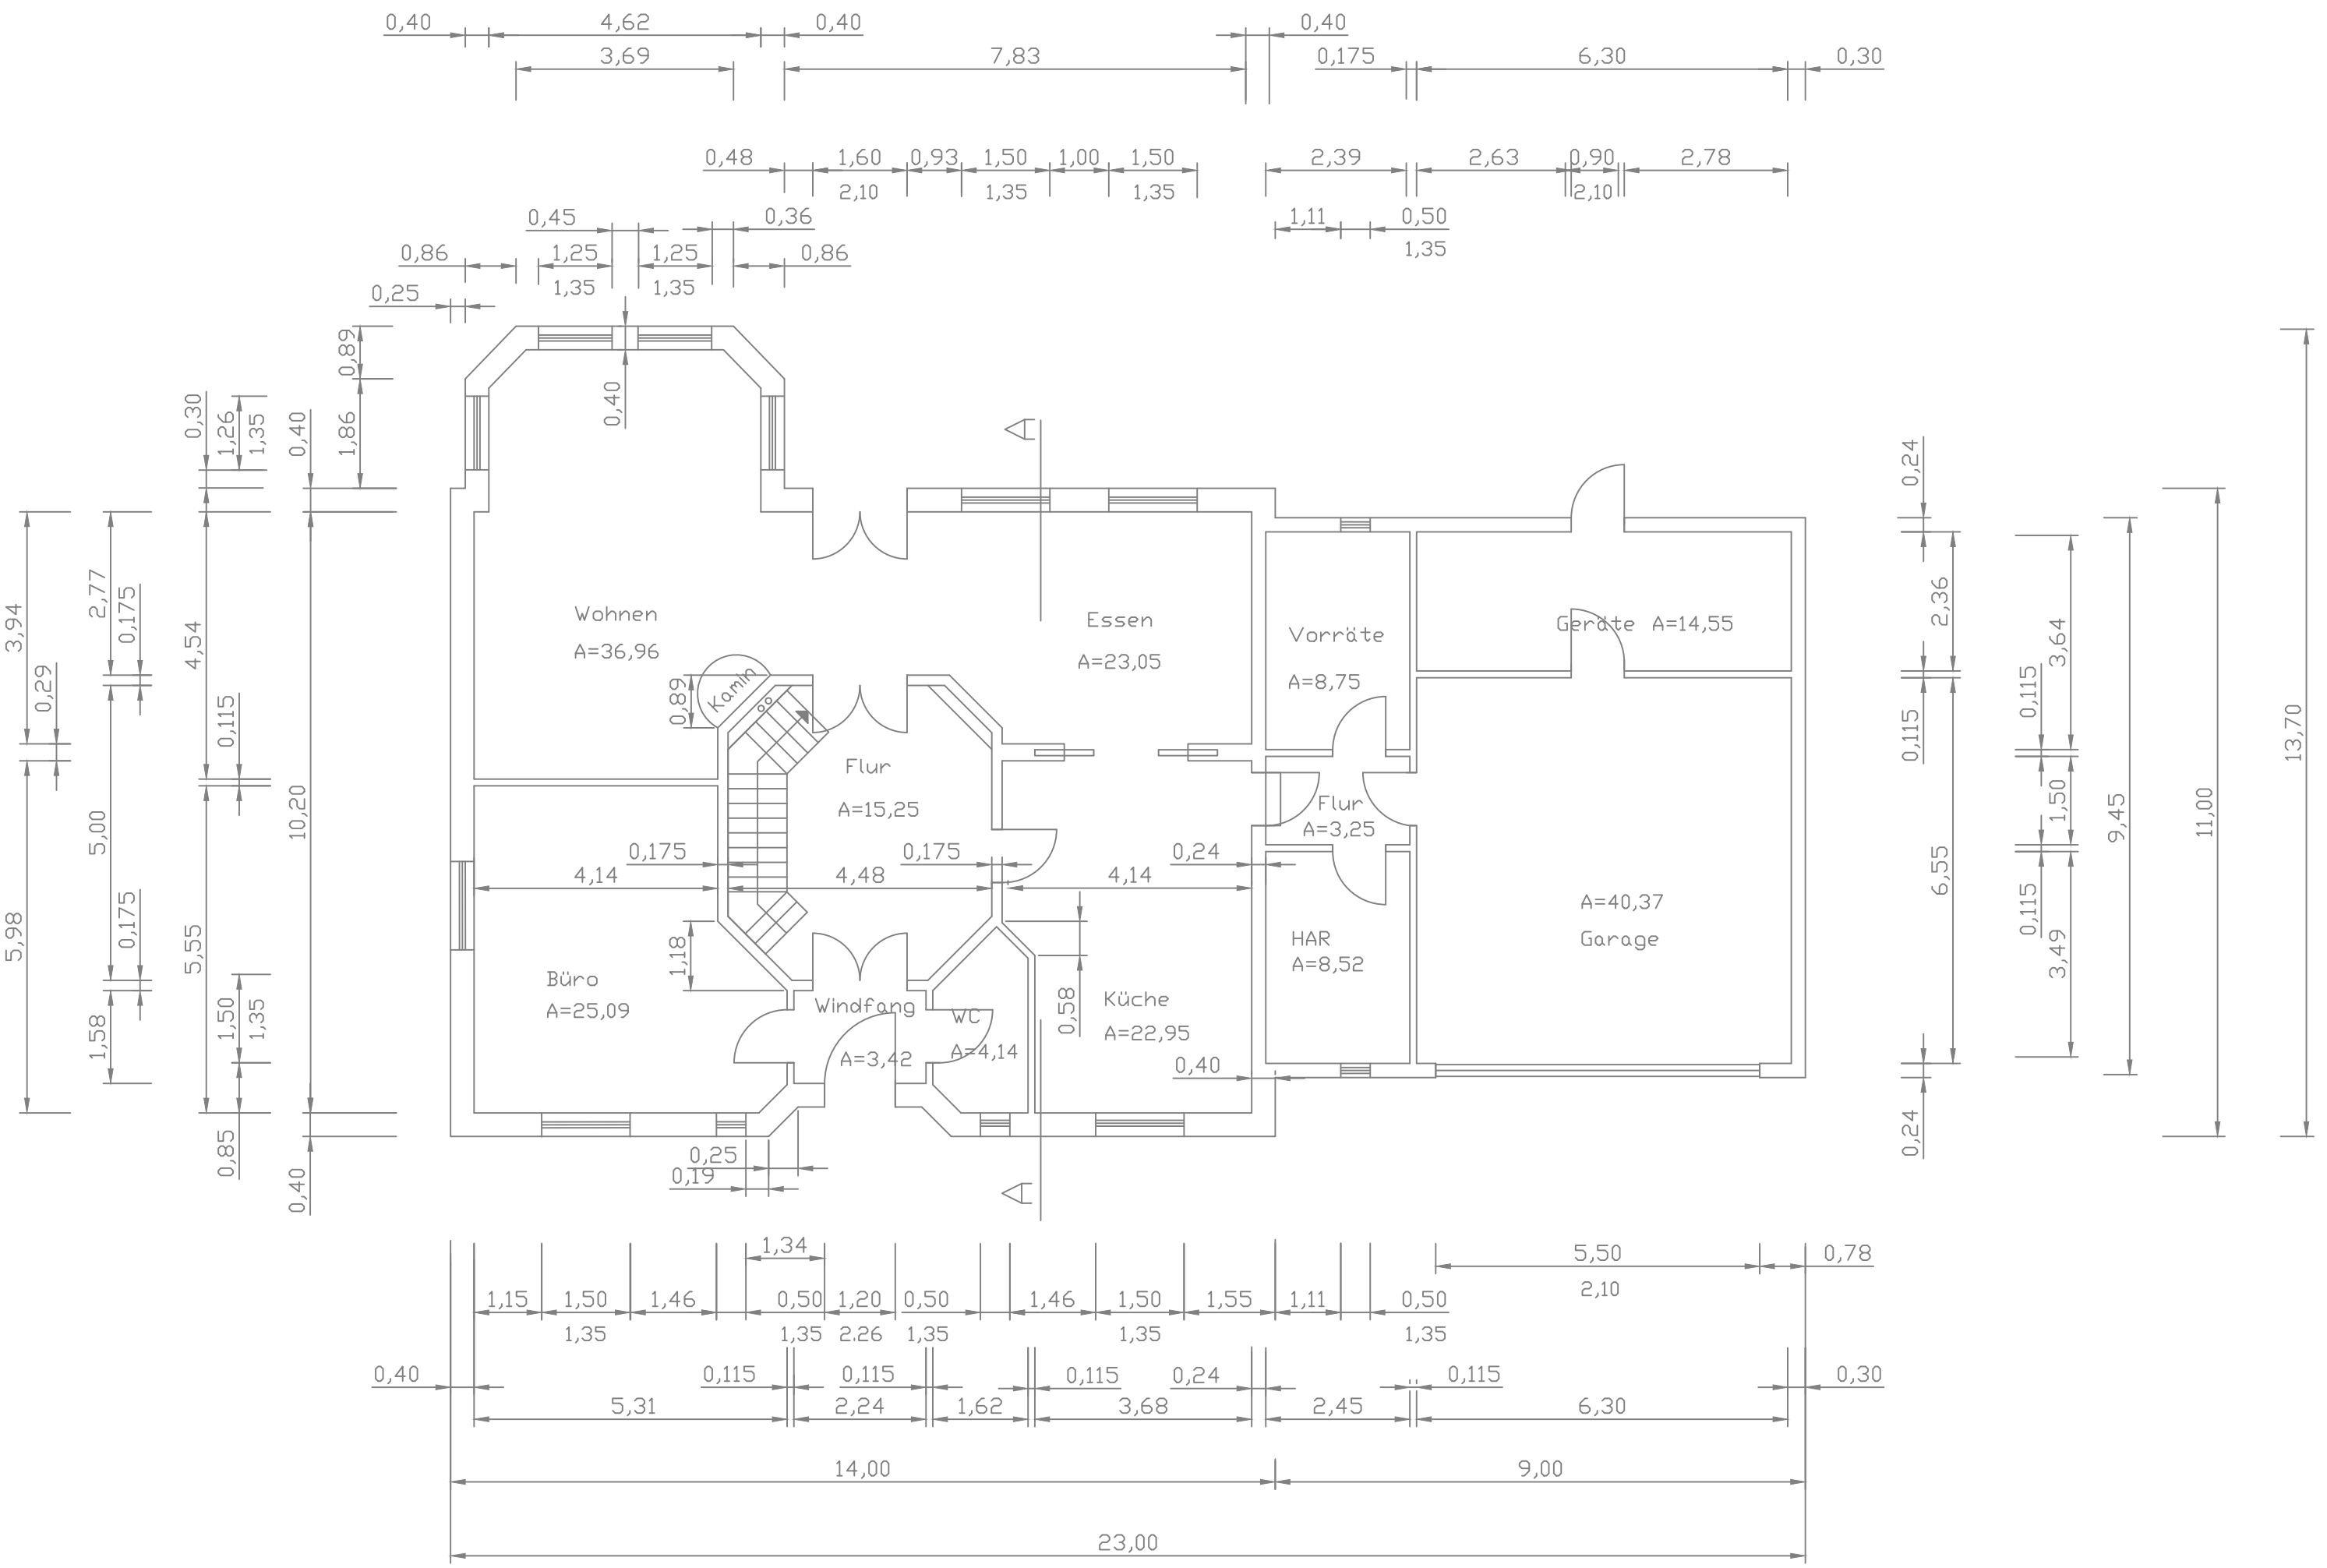 0,40 4,62 0,40 0,40
3,69 7,83 0,175 6,30 0,30
0,48 1,60 0,93 1,50 1,00 1,50 2,39 2,63 0,90 2,78
2,10 1,35 1,35 2,10
0,45 0,36 1,11 0,50
0,86 1,25 1,25 0,86 1,35
1,35 1,35
0,25
0,89
0,40
0,30
1,26
1,35
0,40
1,86
A
0,24
3,94
2,77
0,175
4,54
2,36
3,64
13,70
Wohnen
A=36,96
Essen
A=23,05
Vorräte
A=8,75
Geräte A=14,55
Kamin
0,89
0,29
0,115
0,115
0,115
Flur
A=15,25
Flur
A=3,25
5,00
10,20
1,50
9,45
11,00
0,175 0,175 0,24
4,14 4,48 4,14
6,55
A=40,37
Garage
5,98
0,175
5,55
1,18
HAR
A=8,52
0,115
3,49
Büro
A=25,09
Windfang
A=3,42
WC
A=4,14
0,58
Küche
A=22,95
1,58
1,50
1,35
0,40
0,85
0,40
0,24
0,25
0,19
A
1,34 5,50 0,78
2,10
1,15 1,50 1,46 0,50 1,20 0,50 1,46 1,50 1,55 1,11 0,50
1,35 1,35 2.26 1,35 1,35 1,35
0,40 0,115 0,115 0,115 0,24 0,115 0,30
5,31 2,24 1,62 3,68 2,45 6,30
14,00 9,00
23,00